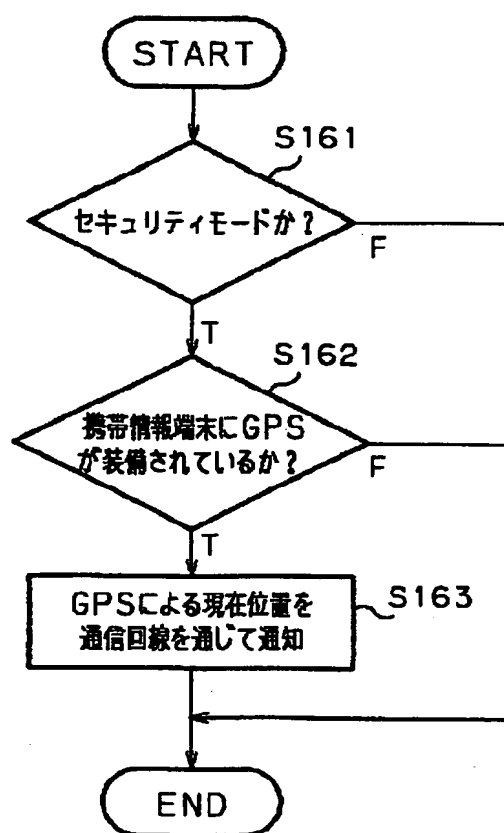 START
S161
セキュリティモードか?
F
T
S162
携帯情報端末にGPS
が装備されているか?
F
T
S163
GPSによる現在位置を
通信回線を通じて通知
END